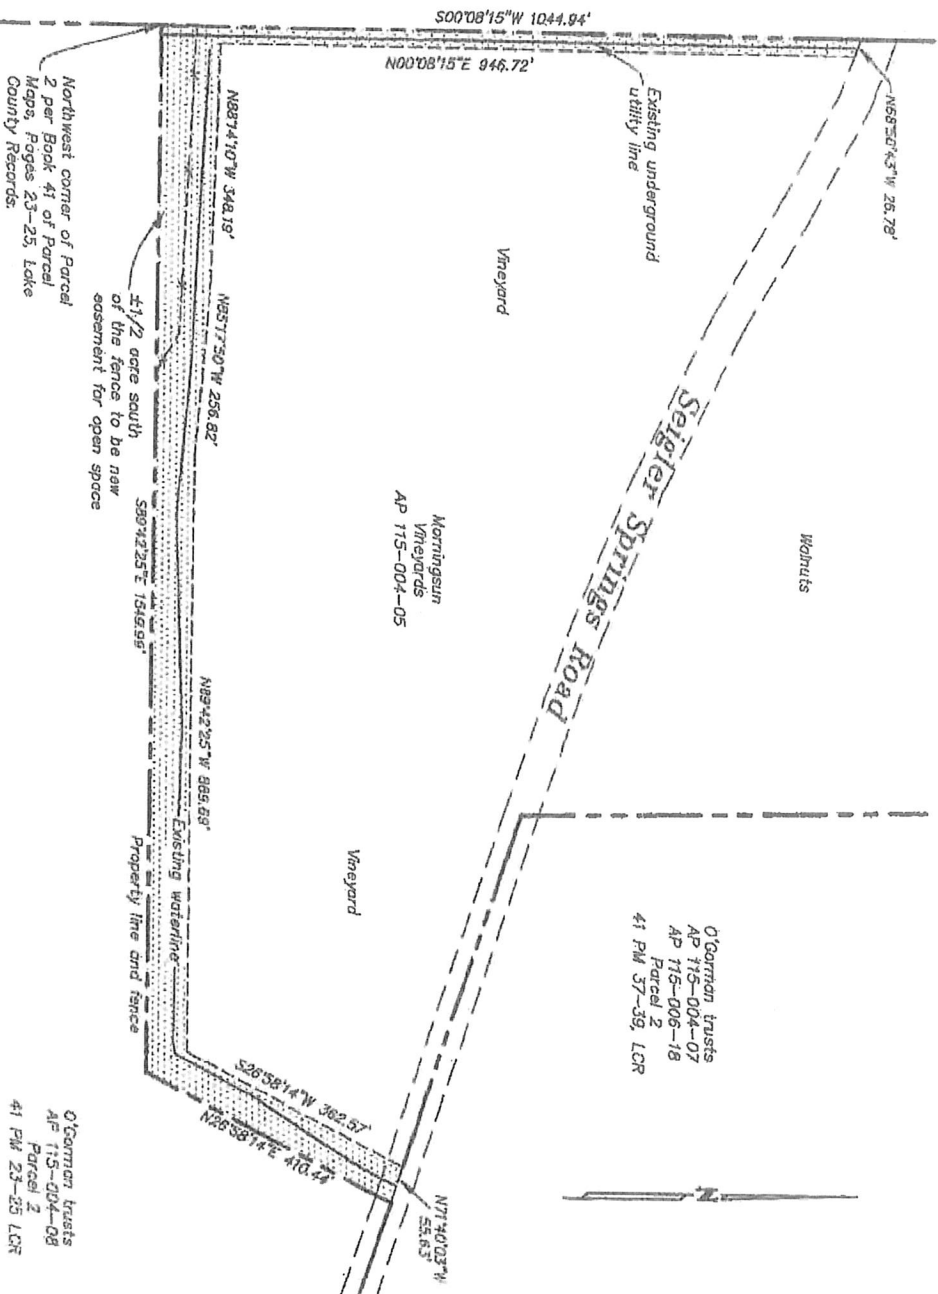 S00°08'15"W 1044.94'
N00°08'15"E 946.72'
N68°50'43"W 26.78'
Existing underground
utility line
Walnuts
Vineyard
Seigler Springs Road
Northwest corner of Parcel
2 per Book 41 of Parcel
Maps, Pages 23-25, Lake
County Records.
N88°14'10"W 348.19'
N85°17'50"W 256.82'
±1/2 acre south
of the fence to be new
easement for open space
Morningsun
Vineyards
AP 115-004-05
S89°42'25"E
N89°42'25"W
Existing waterline
Property line and fence
Vineyard
O'Gorman trusts
AP 115-004-07
AP 115-006-18
Parcel 2
41 PM 37-39, LCR
S26°58'14"W 362.57'
N26°58'14"E 410.44
N71°40'03"W
55.63'
N
O'Gorman trusts
AP 115-004-08
Parcel 2
41 PM 23-25 LCR